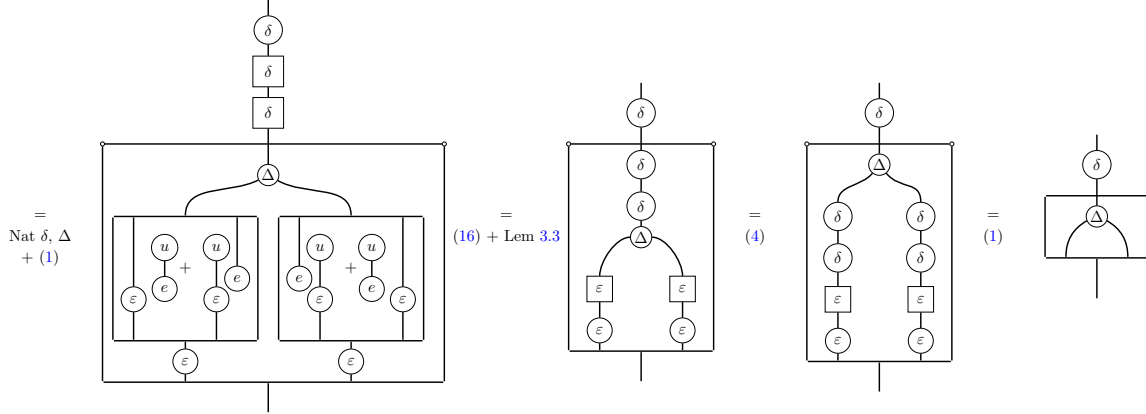 δ
δ
δ
Δ
=
Nat δ, Δ
+ (1)
u
u
+
e
e
ε
ε
u
u
+
e
e
ε
ε
ε
ε
=
(16) + Lem 3.3
δ
δ
δ
Δ
ε
ε
ε
ε
=
(4)
δ
Δ
δ
δ
δ
δ
ε
ε
ε
ε
=
(1)
δ
Δ